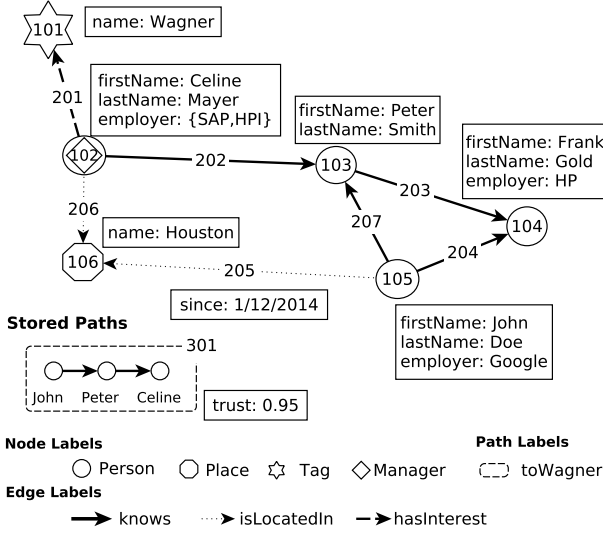 101
name: Wagner
201
firstName: Celine
lastName: Mayer
employer: {SAP,HPI}
firstName: Peter
lastName: Smith
firstName: Frank
lastName: Gold
employer: HP
102
202
103
203
206
207
104
name: Houston
204
106
205
105
since: 1/12/2014
firstName: John
lastName: Doe
employer: Google
Stored Paths
301
John Peter Celine
trust: 0.95
Node Labels
Path Labels
Person Place Tag Manager
toWagner
Edge Labels
knows isLocatedIn hasInterest